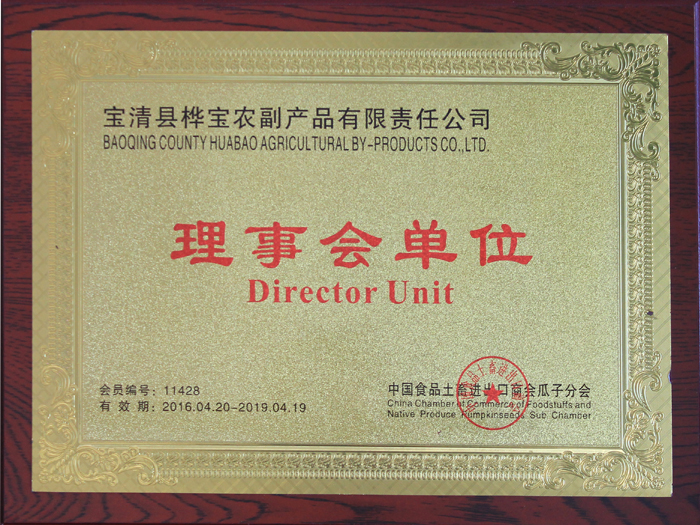 宝清县桦宝农副产品有限责任公司
BAOQING COUNTY HUABAO AGRICULTURAL BY-PRODUCTS CO.,LTD.
理事会单位
Director Unit
会员编号：11428
有 效 期：2016.04.20-2019.04.19
中国食品土畜进出口商会瓜子分会
China Chamber of Commerce of Foodstuffs and
Native Produce Pumpkinseeds Sub Chamber